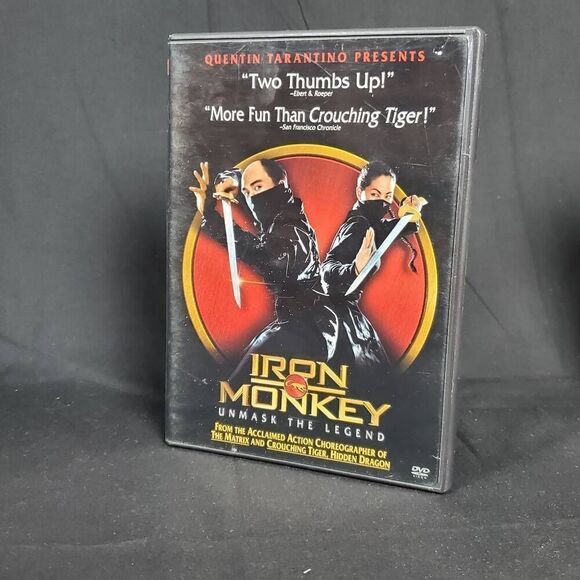 QUENTIN TARANTINO PRESENTS
"Two Thumbs Up!"
-Ebert & Roeper
"More Fun Than Crouching Tiger!"
-San Francisco Chronicle
IRON
MONKEY
UNMASK THE LEGEND
FROM THE ACCLAIMED ACTION CHOREOGRAPHER OF
THE MATRIX AND CROUCHING TIGER, HIDDEN DRAGON
DVD
VIDEO